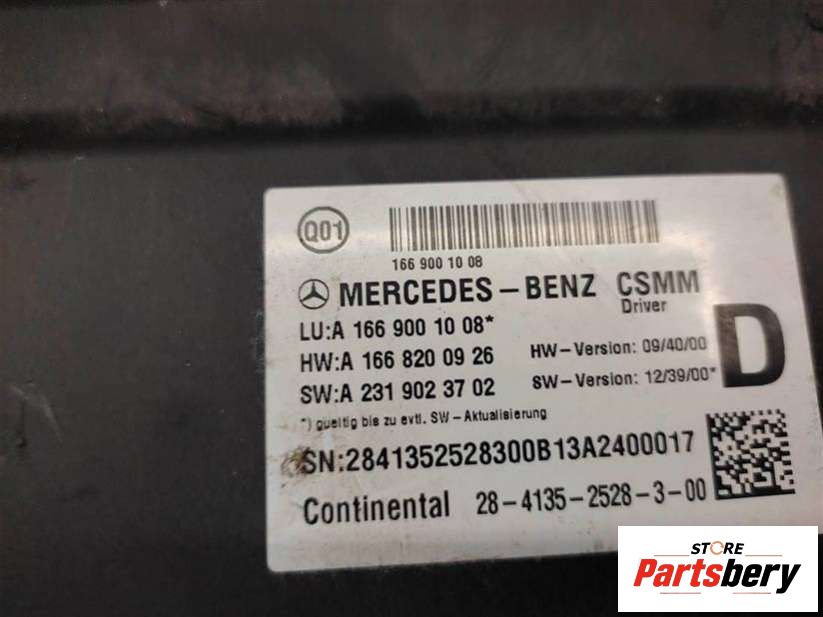 Q01
166 900 10 08
MERCEDES-BENZ CSMM
Driver
LU:A 166 900 10 08*
HW:A 166 820 09 26 HW-Version: 09/40/00
SW:A 231 902 37 02 SW-Version: 12/39/00*
D
*) gueltig bis zu evtl. SW-Aktualisierung
SN:2841352528300B13A2400017
Continental 28-4135-2528-3-00
STORE
Partsbery